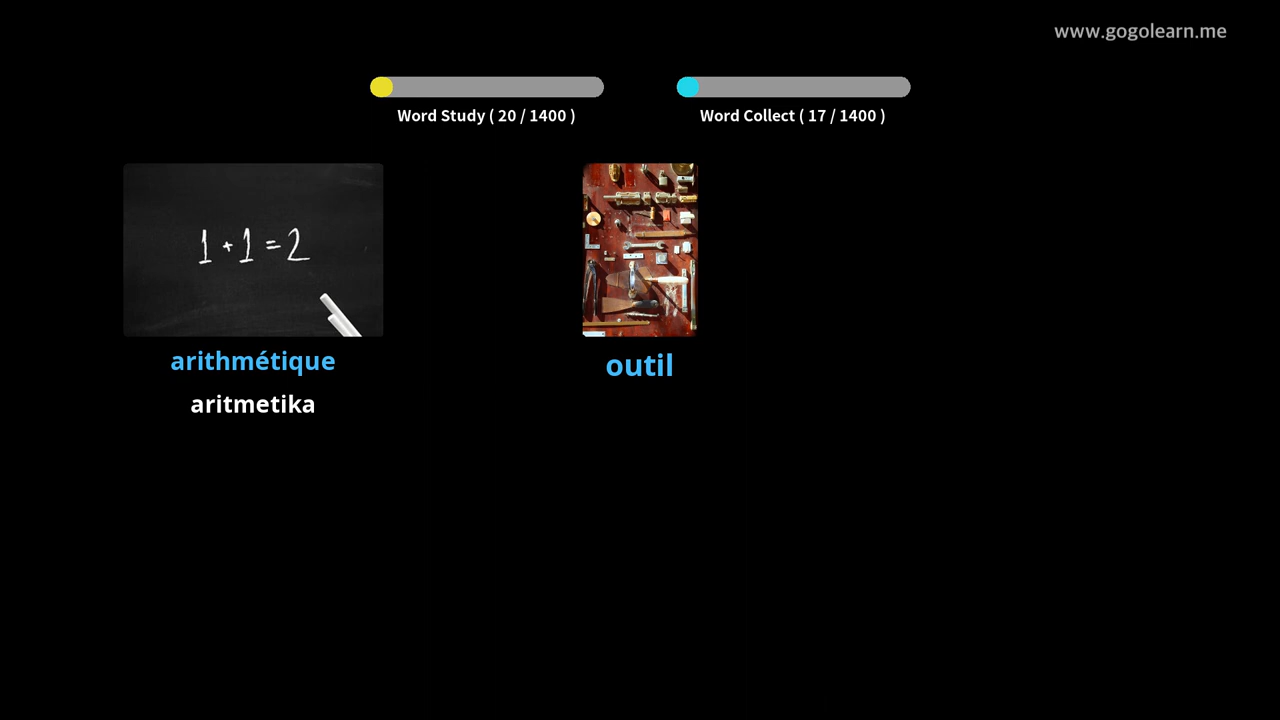 www.gogolearn.me
Word Study ( 20 / 1400 )
Word Collect ( 17 / 1400 )
1 + 1 = 2
arithmétique
outil
aritmetika